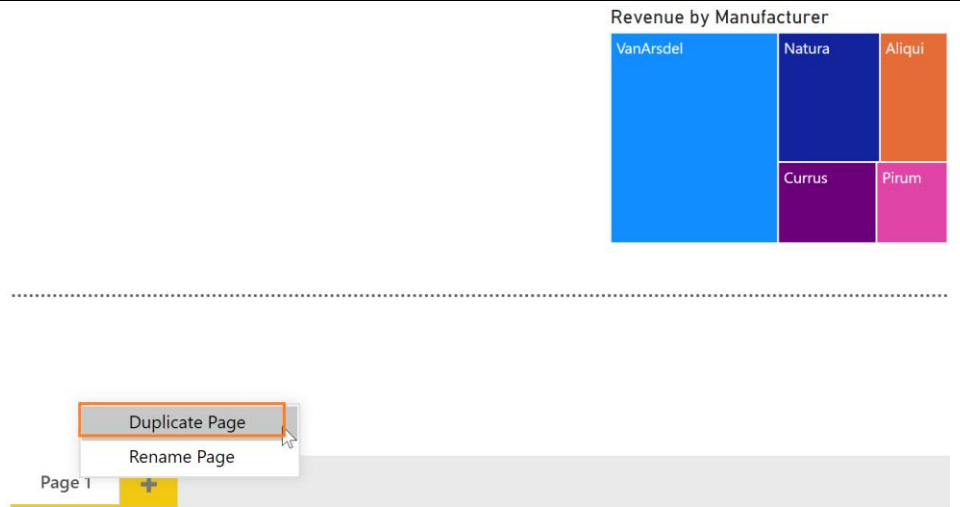 Revenue by Manufacturer
VanArsdel
Natura
Aliqui
Currus
Pirum
Duplicate Page
Rename Page
Page 1
+